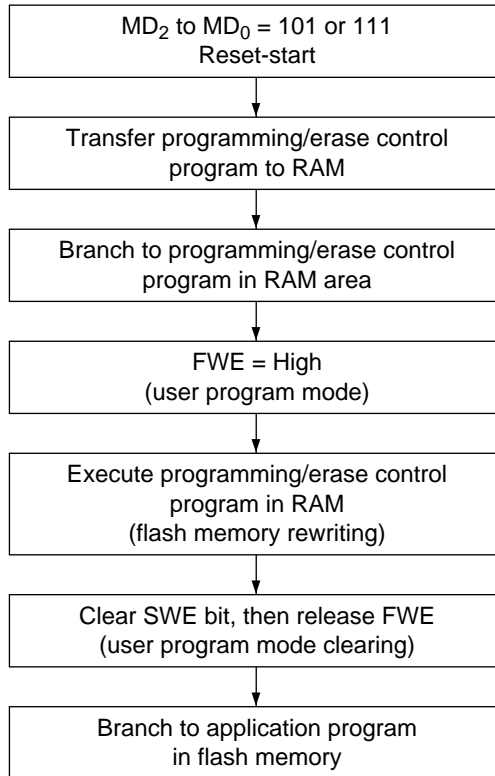 MD₂ to MD₀ = 101 or 111
Reset-start
Transfer programming/erase control
program to RAM
Branch to programming/erase control
program in RAM area
FWE = High
(user program mode)
Execute programming/erase control
program in RAM
(flash memory rewriting)
Clear SWE bit, then release FWE
(user program mode clearing)
Branch to application program
in flash memory